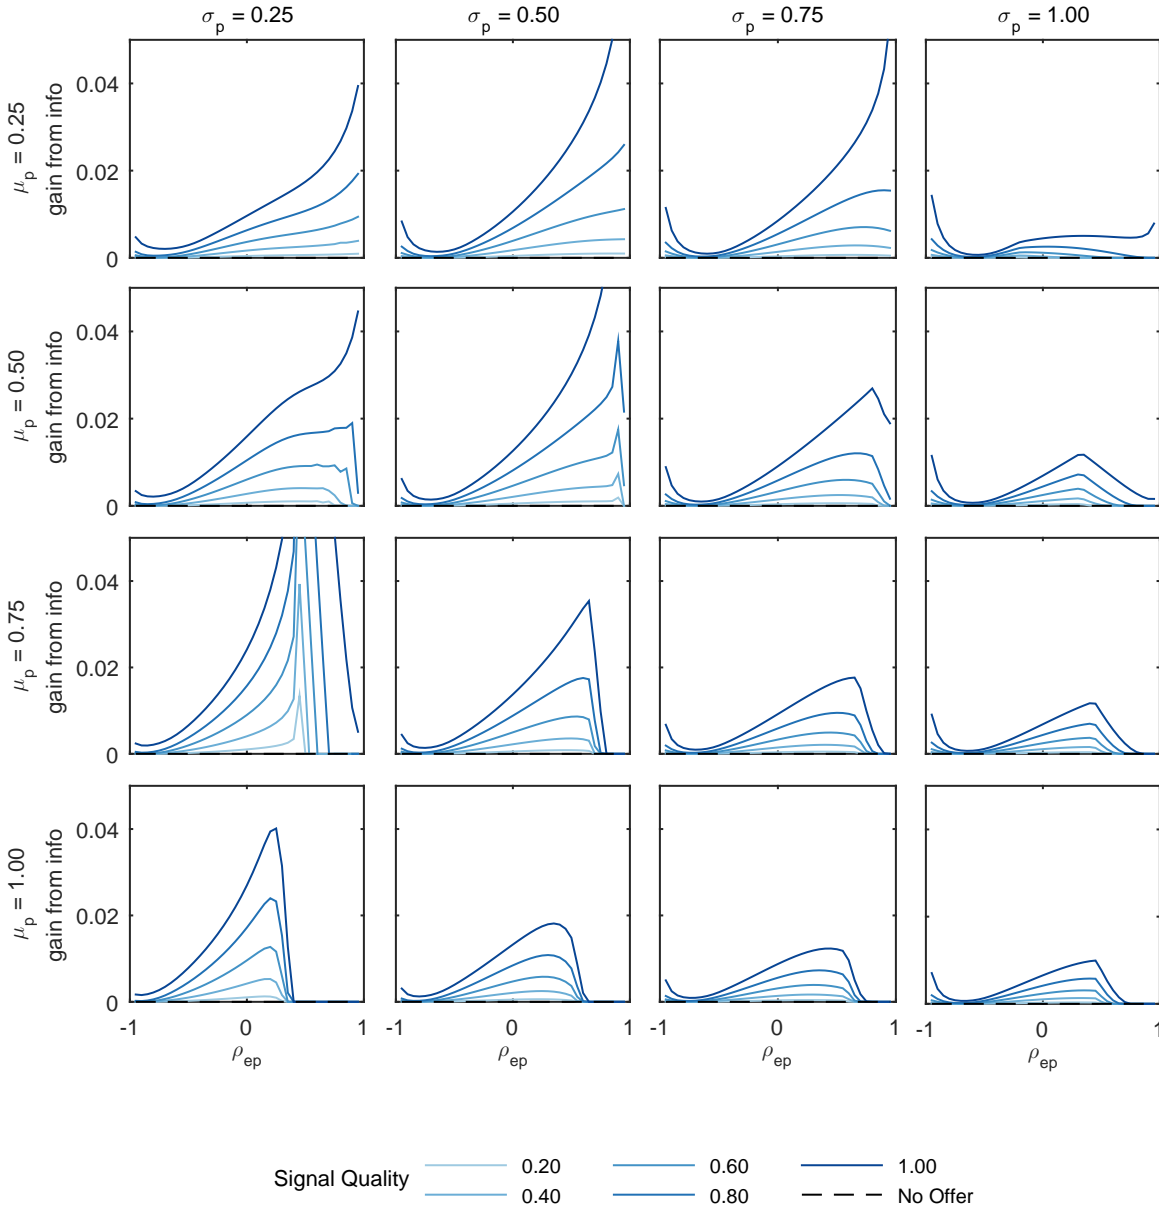 σp = 0.25 σp = 0.50 σp = 0.75 σp = 1.00
μp = 0.25
gain from info
0.04
0.02
0
μp = 0.50
gain from info
0.04
0.02
0
μp = 0.75
gain from info
0.04
0.02
0
μp = 1.00
gain from info
0.04
0.02
0
-1 0 1 -1 0 1 -1 0 1 -1 0 1
ρep ρep ρep ρep
Signal Quality
0.20 0.60 1.00
0.40 0.80 No Offer